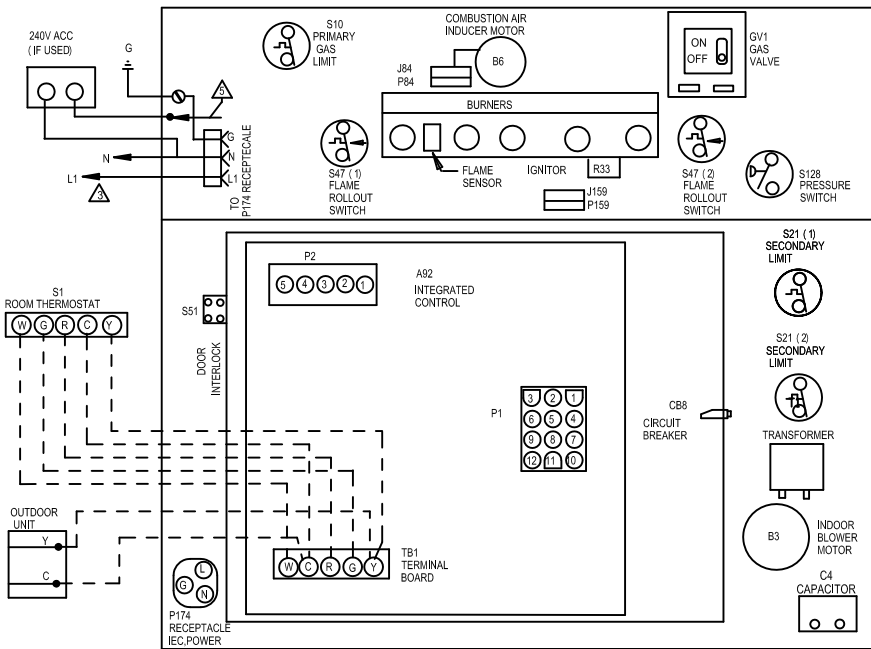 240V ACC
( IF USED)
G
5
G
N
N
L1
L1
3
TO
P174 RECEPTECALE
S10
PRIMARY
GAS
LIMIT
COMBUSTION AIR
INDUCER MOTOR
B6
J84
P84
GV1
GAS
VALVE
ON
OFF
BURNERS
S47 ( 1 )
FLAME
ROLLOUT
SWITCH
FLAME
SENSOR
IGNITOR
R33
J159
P159
S47 ( 2 )
FLAME
ROLLOUT
SWITCH
S128
PRESSURE
SWITCH
P2
5 4 3 2 1
A92
INTEGRATED
CONTROL
S51
DOOR
INTERLOCK
S1
ROOM THERMOSTAT
W G R C Y
S21 ( 1 )
SECONDARY
LIMIT
S21 ( 2 )
SECONDARY
LIMIT
P1
3 2 1
6 5 4
9 8 7
12 11 10
CB8
CIRCUIT
BREAKER
TRANSFORMER
B3
INDOOR
BLOWER
MOTOR
C4
CAPACITOR
OUTDOOR
UNIT
Y
C
L
G
N
P174
RECEPTACLE
IEC,POWER
W C R G Y
TB1
TERMINAL
BOARD